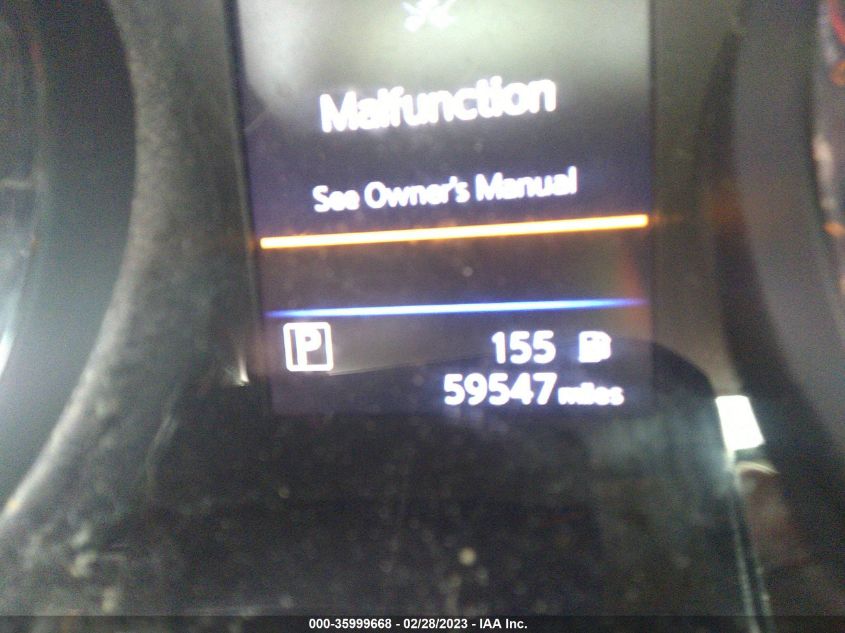 Malfunction
See Owner's Manual
P 155
59547 miles
000-35999668 - 02/28/2023 - IAA Inc.